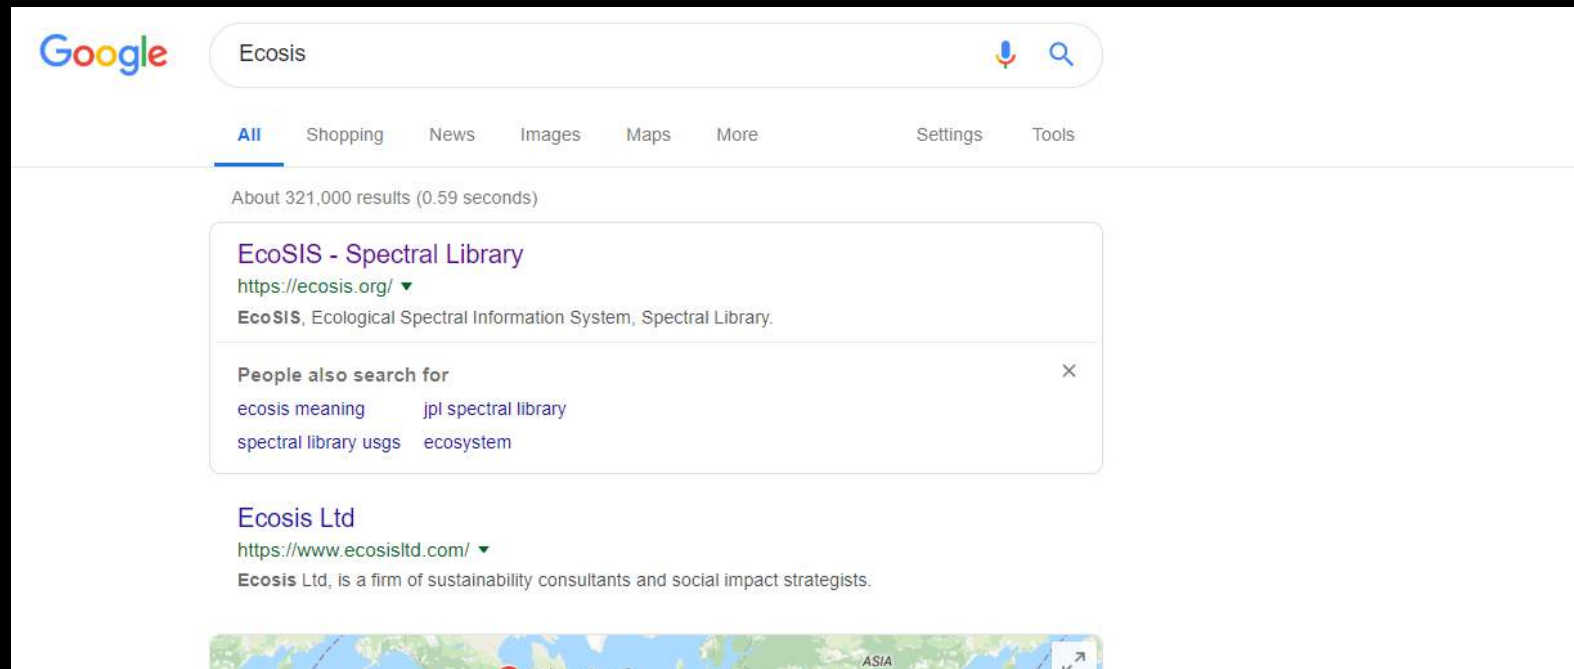 Google Ecosis
All Shopping News Images Maps More Settings Tools
About 321,000 results (0.59 seconds)
EcoSIS - Spectral Library
https://ecosis.org/
EcoSIS, Ecological Spectral Information System, Spectral Library.
People also search for
ecosis meaning jpl spectral library
spectral library usgs ecosystem
Ecosis Ltd
https://www.ecosisltd.com/
Ecosis Ltd, is a firm of sustainability consultants and social impact strategists.
ASIA